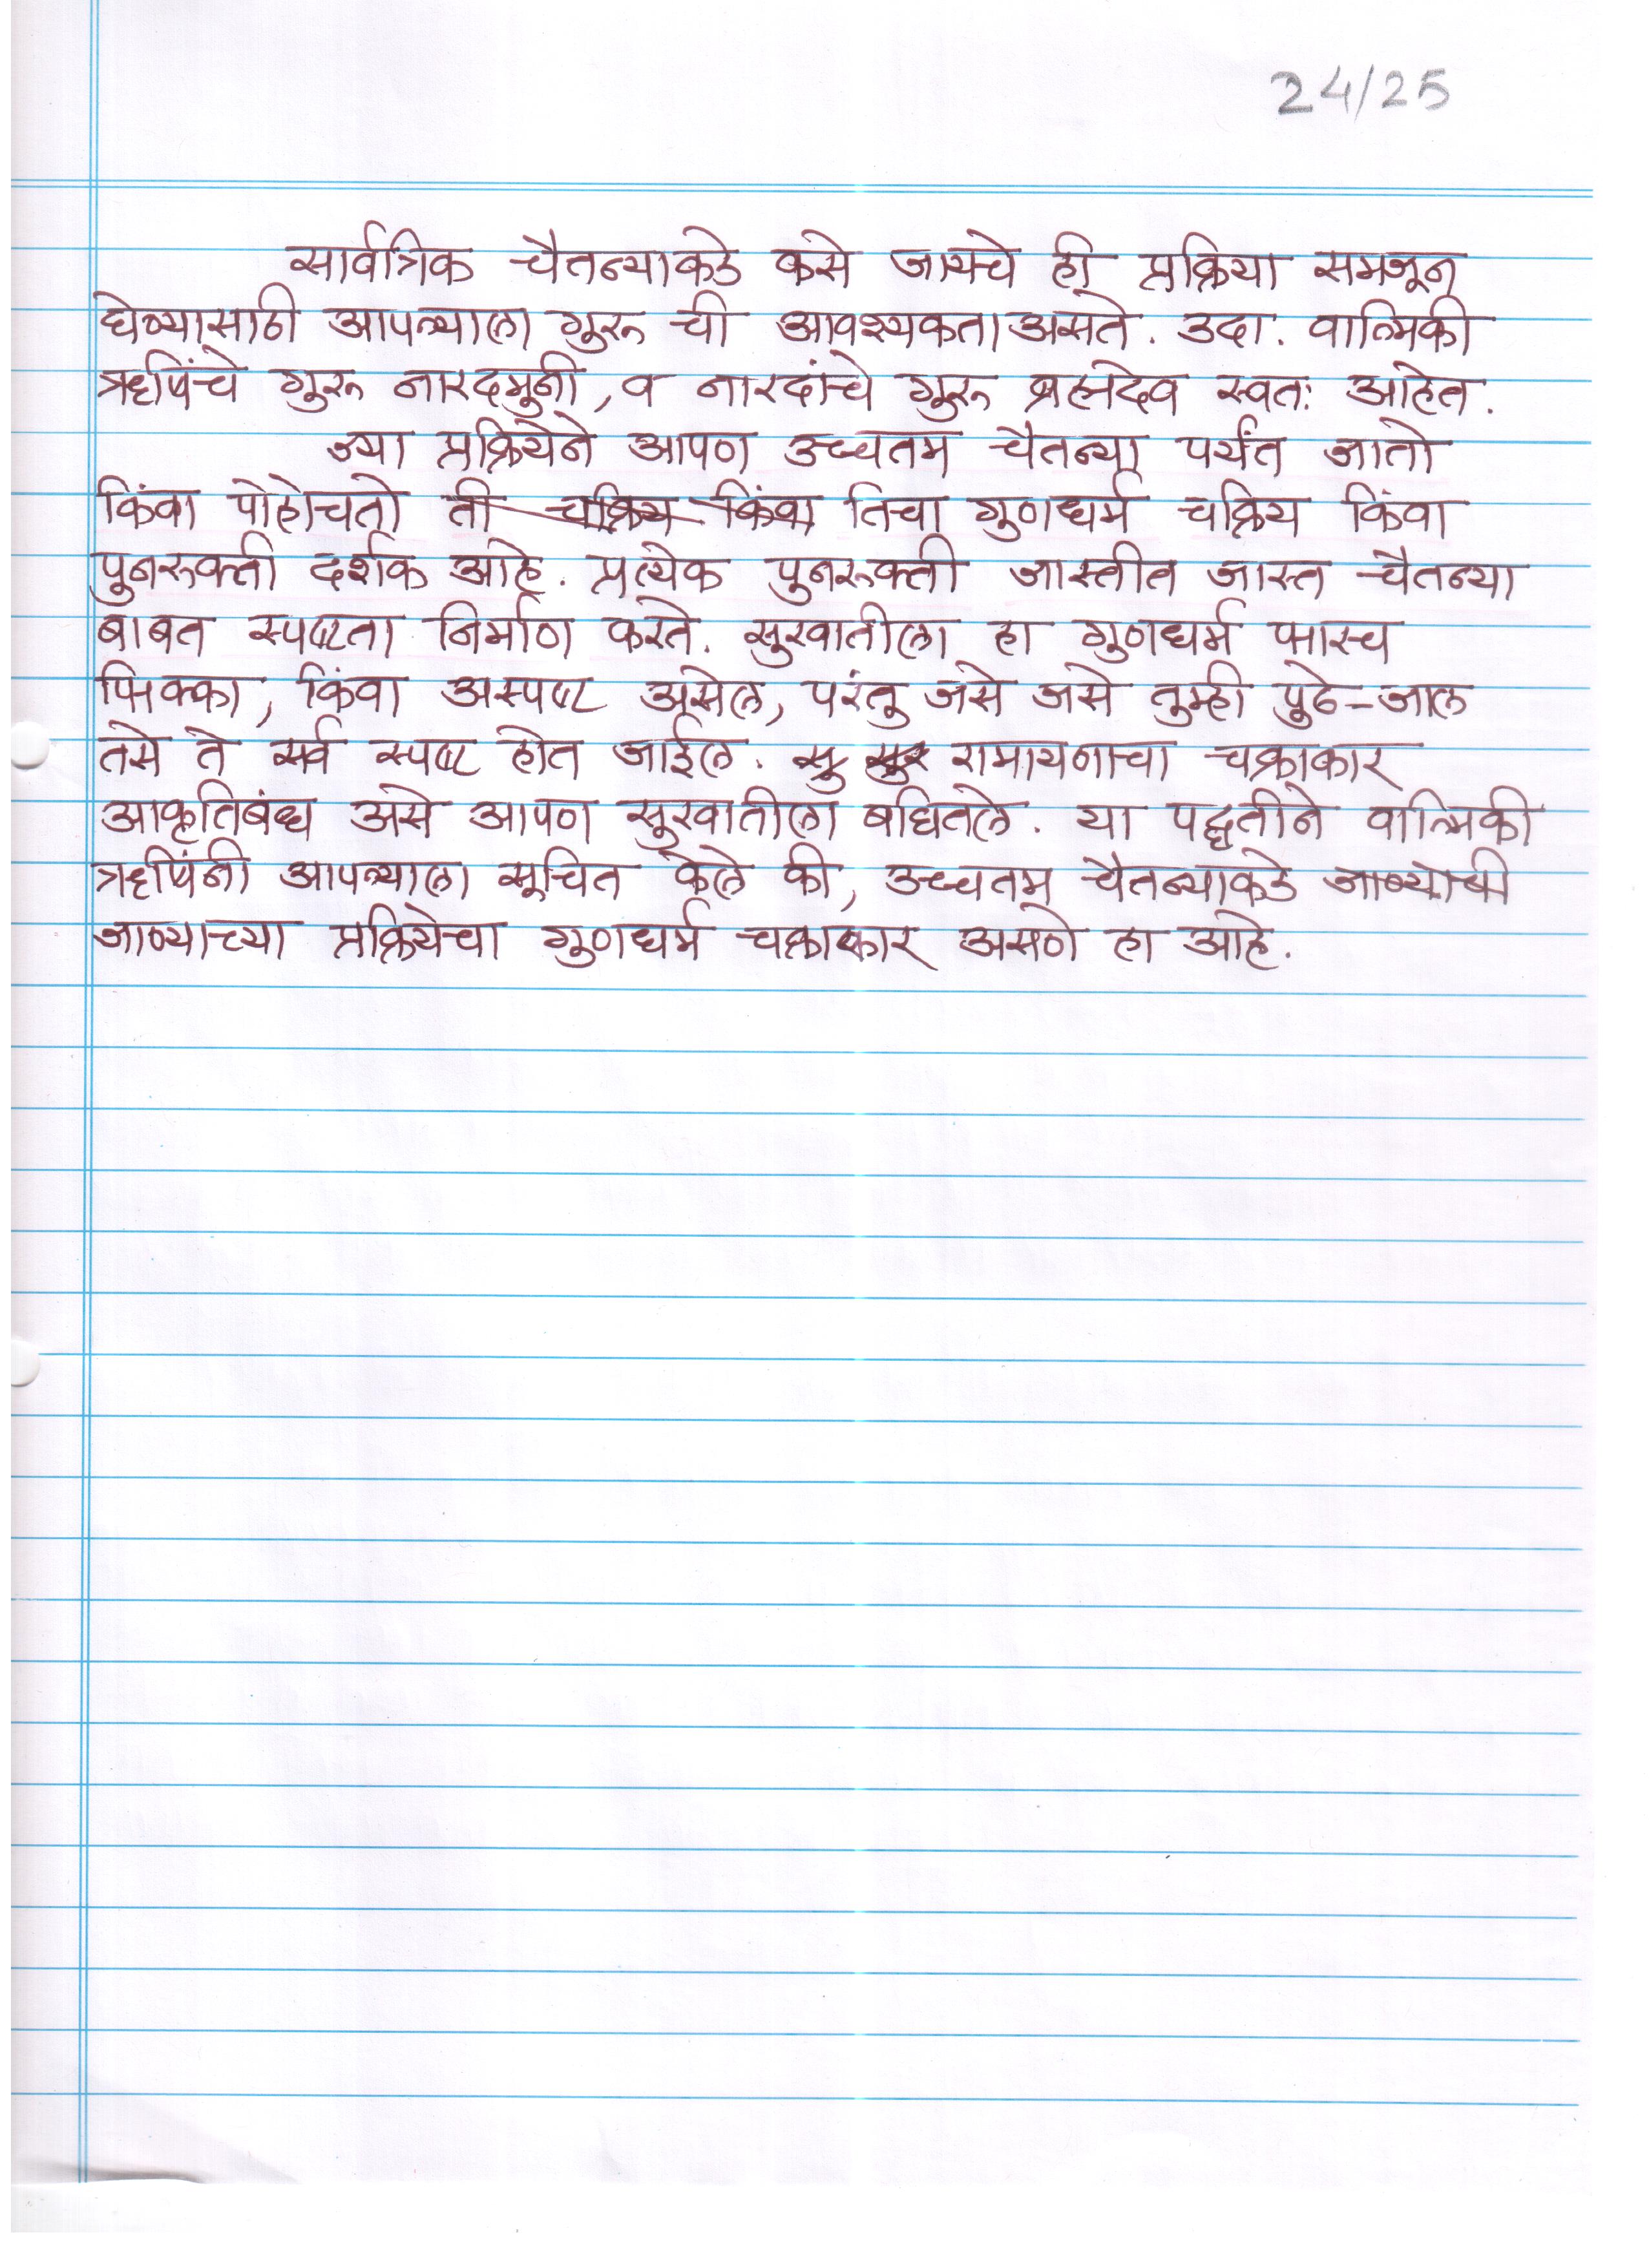 24/25
सार्वत्रिक चैतन्याकडे कसे जायचे ही प्रक्रिया समजून
घेण्यासाठी आपल्याला गुरू ची आवश्यकता असते. उदा. वाल्मिकी
ऋषिंचे गुरू नारदमुनी, व नारदांचे गुरू ब्रह्मदेव स्वतः आहेत.
ज्या प्रक्रियेने आपण उच्चतम चैतन्या पर्यंत जातो
किंवा पोहोचतो ती चक्रिय किंवा तिचा गुणधर्म चक्रिय किंवा
पुनरूक्ती दर्शक आहे. प्रत्येक पुनरूक्ती जास्तीत जास्त चैतन्या
बाबत स्पष्टता निर्माण करते. सुरवातीला हा गुणधर्म फारच
फिक्का, किंवा अस्पष्ट असेल, परंतु जसे जसे तुम्ही पुढे-जाल
तसे ते सर्व स्पष्ट होत जाईल. सु सुर रामायनाचा चक्राकार
आकृतिबंध असे आपण सुरवातीला बघितले. या पद्धतीने वाल्मिकी
ऋषिंनी आपल्याला सूचित केले की, उच्चतम चैतन्याकडे जाण्याची
जाण्याच्या प्रक्रियेचा गुणधर्म चक्राकार असणे हा आहे.